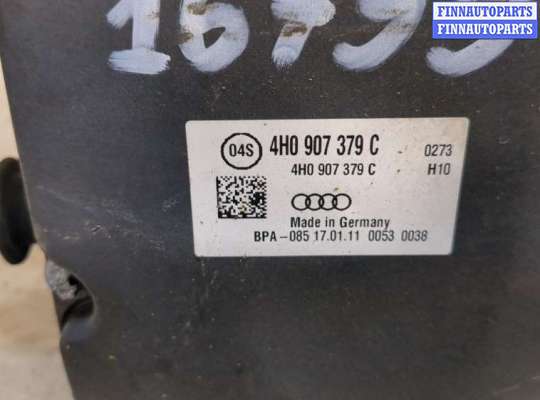 FINNAUTOPARTS
FINNAUTOPARTS
04S 4H0 907 379 C 0273
4H0 907 379 C H10
Made in Germany
BPA-085 17.01.11 0053 0038